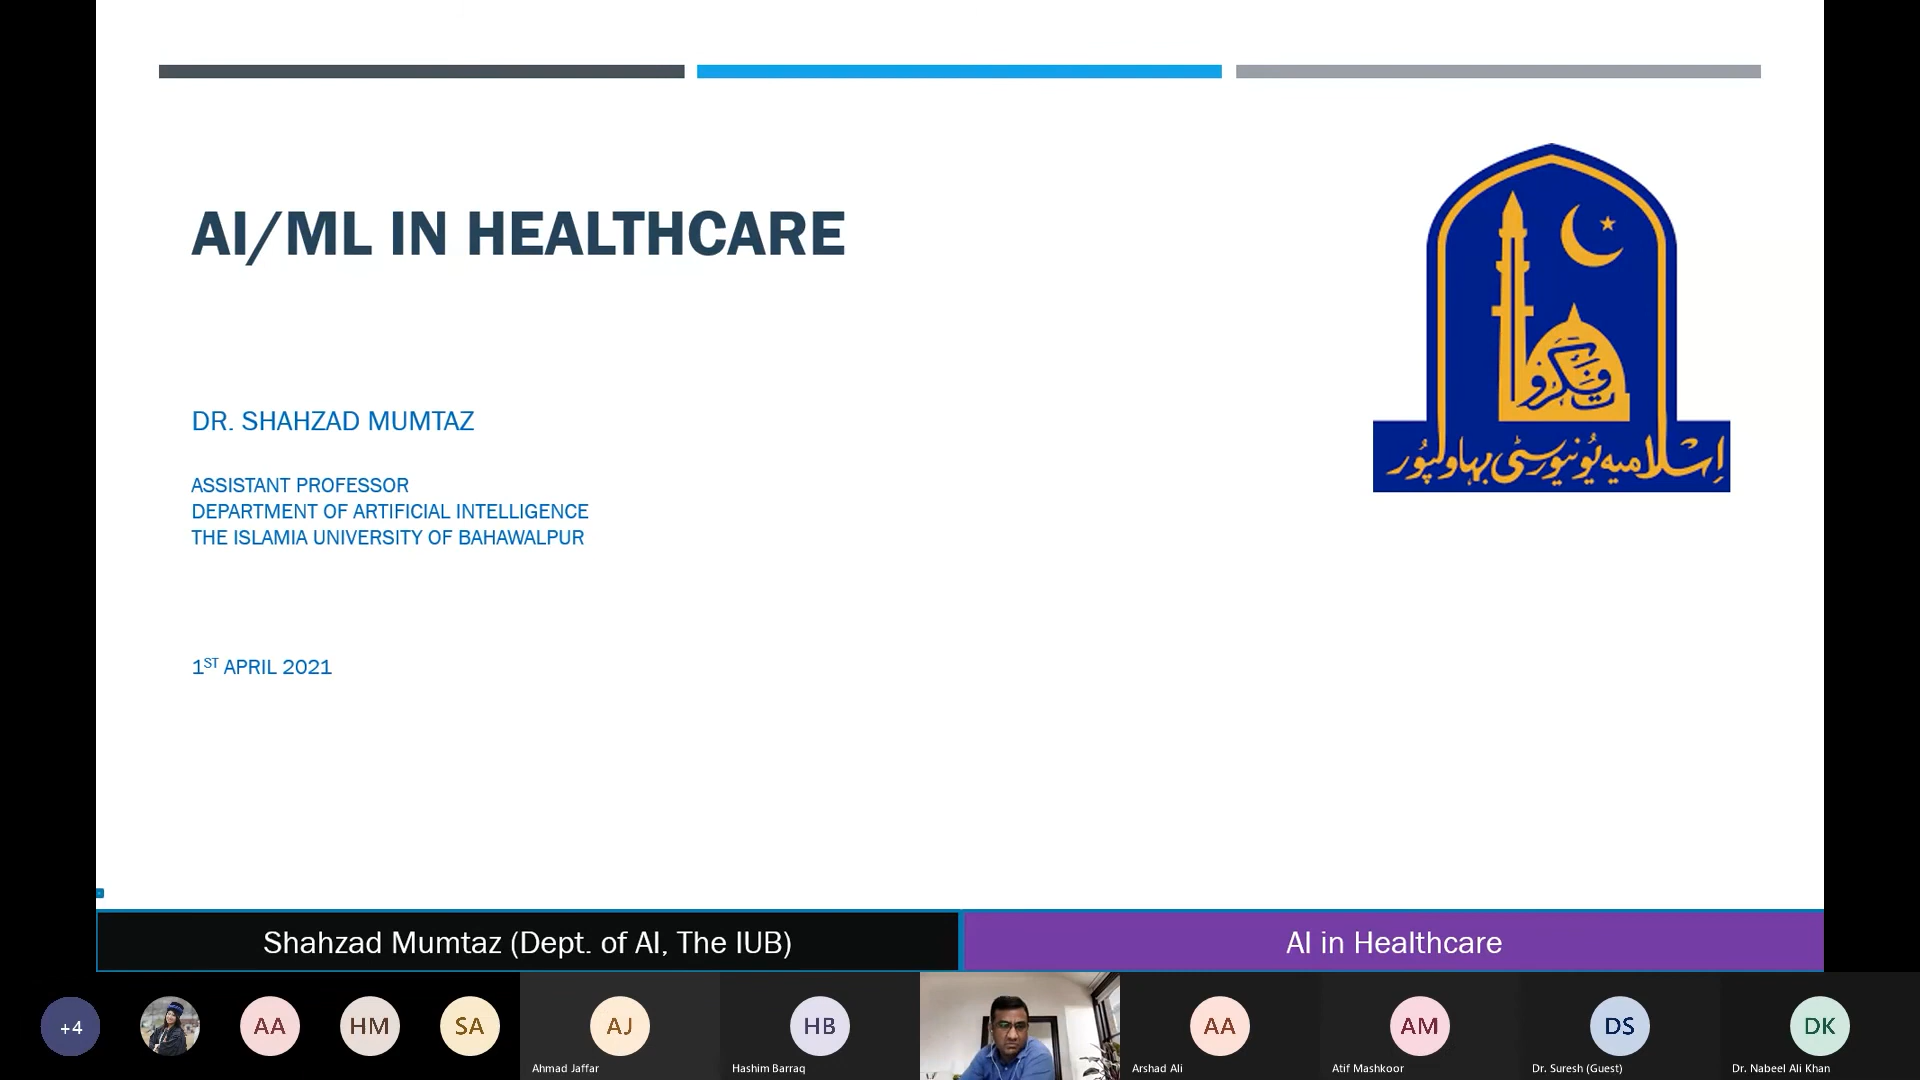 AI/ML IN HEALTHCARE
DR. SHAHZAD MUMTAZ
ASSISTANT PROFESSOR
DEPARTMENT OF ARTIFICIAL INTELLIGENCE
THE ISLAMIA UNIVERSITY OF BAHAWALPUR
1ST APRIL 2021
اِسلامیہ یُونیورسٹی بہاولپُور
Shahzad Mumtaz (Dept. of AI, The IUB)
AI in Healthcare
+4
AA
HM
SA
AJ
HB
AA
AM
DS
DK
Ahmad Jaffar
Hashim Barraq
Arshad Ali
Atif Mashkoor
Dr. Suresh (Guest)
Dr. Nabeel Ali Khan